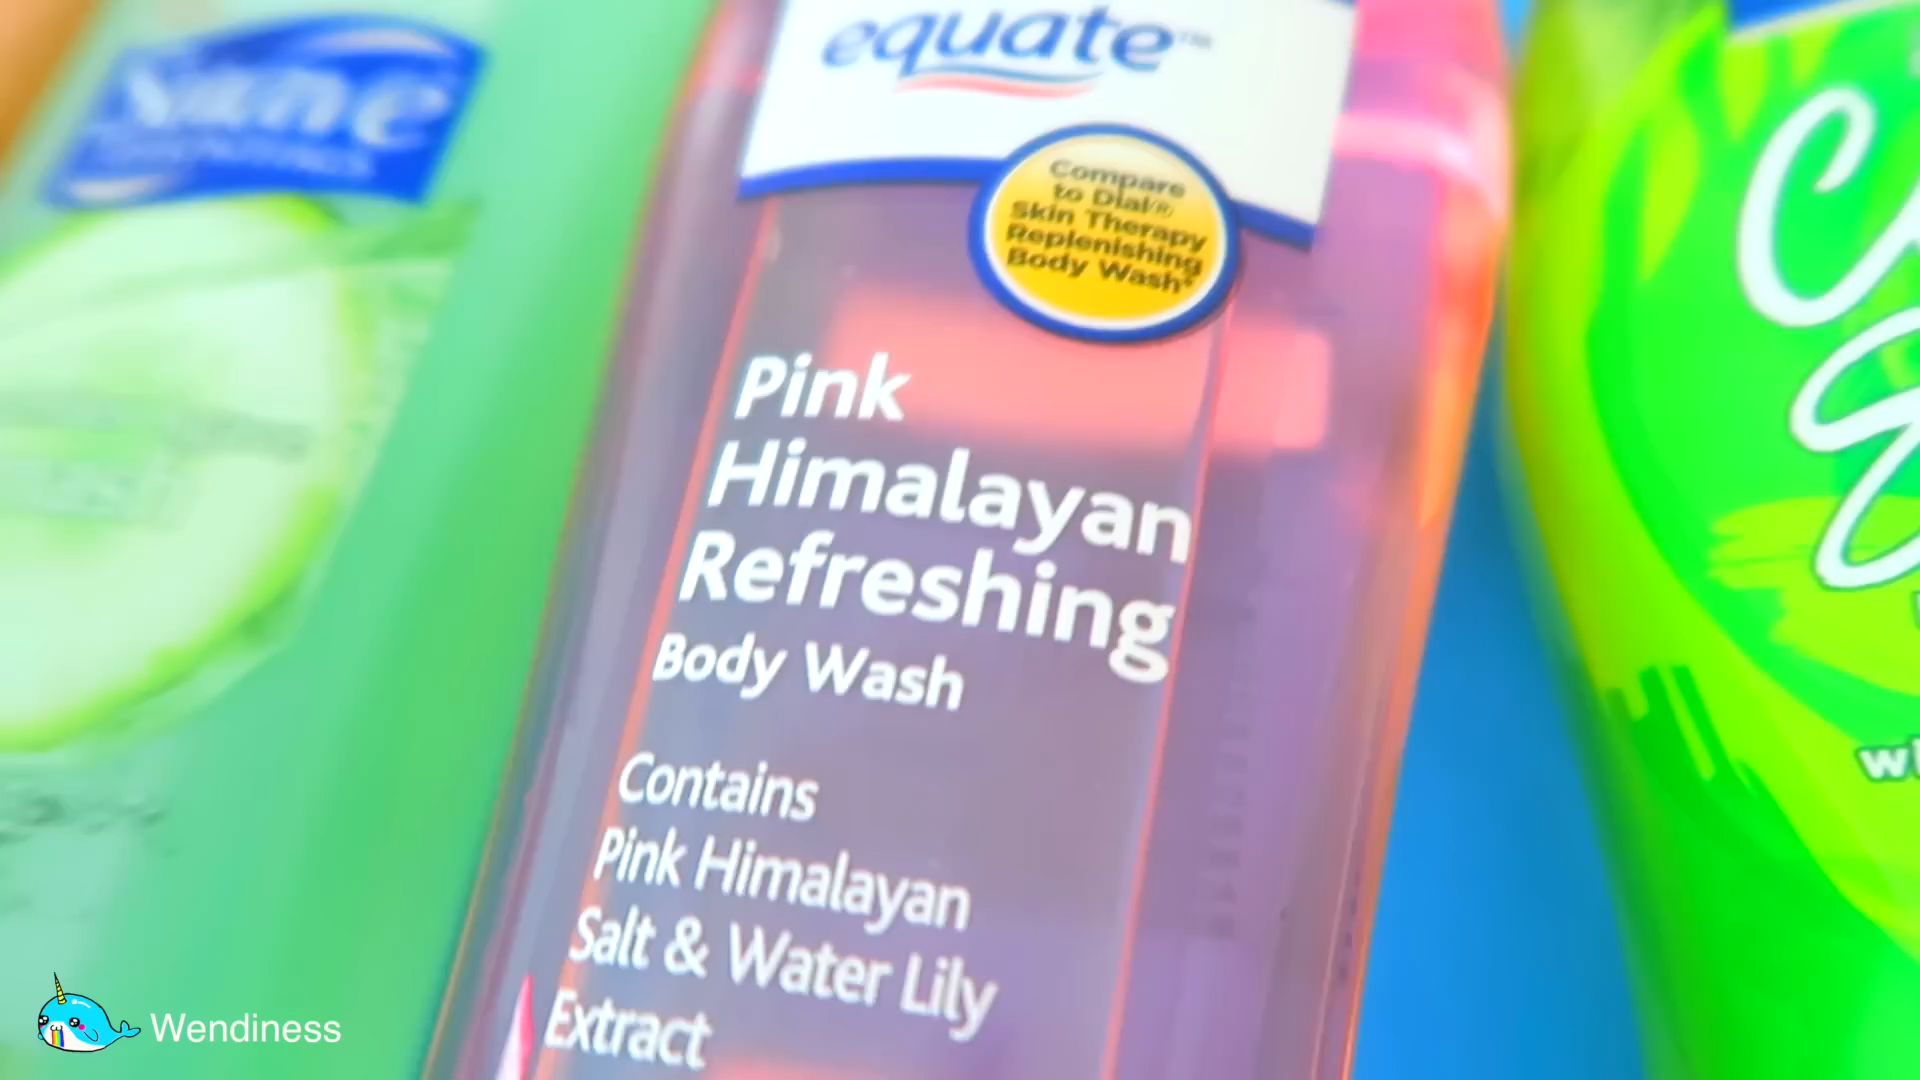 equate™
Compare
to Dial®
Skin Therapy
Replenishing
Body Wash*
Pink
Himalayan
Refreshing
Body Wash
Contains
Pink Himalayan
Salt & Water Lily
Extract
Wendiness